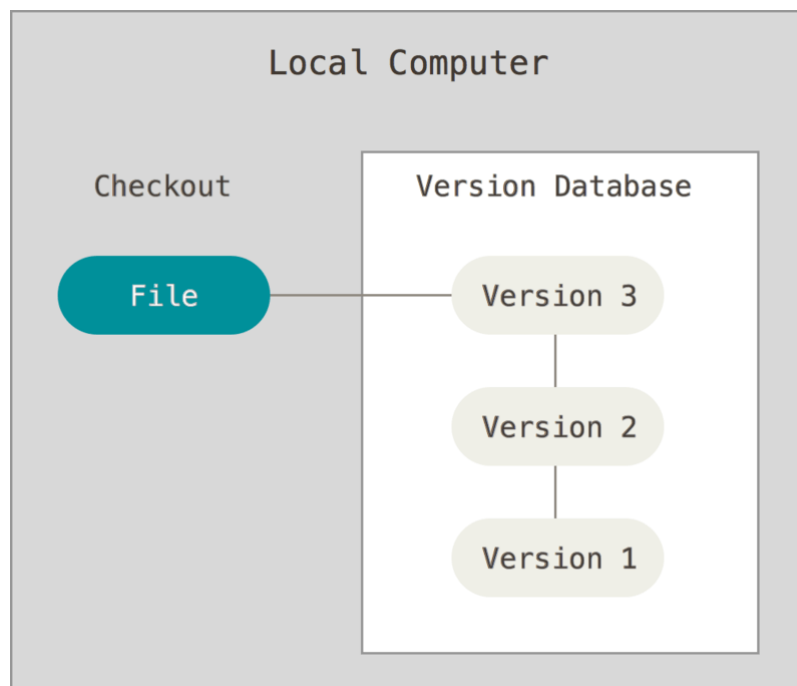 Local Computer
Checkout
Version Database
File
Version 3
Version 2
Version 1